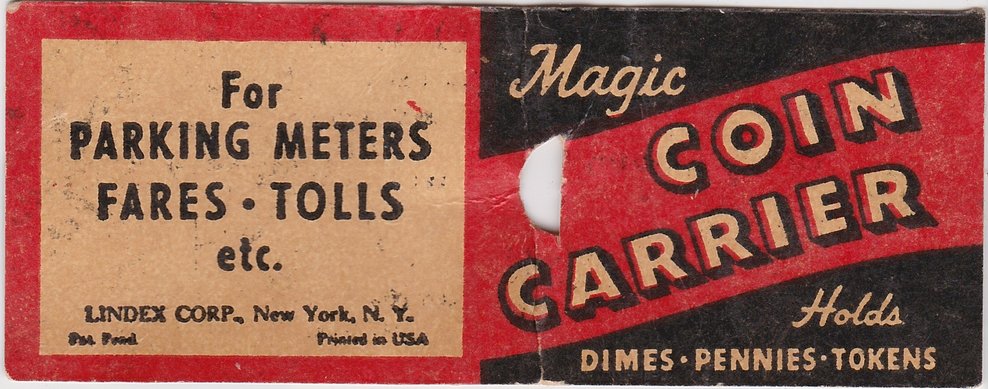 For
PARKING METERS
FARES • TOLLS
etc.
LINDEX CORP., New York, N. Y.
Pat. Pend. Printed in USA
Magic
COIN
CARRIER
Holds
DIMES • PENNIES • TOKENS